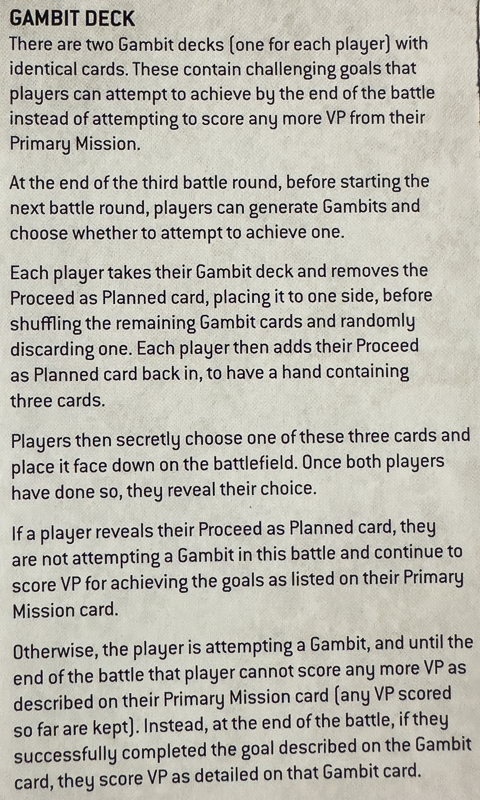 GAMBIT DECK
There are two Gambit decks (one for each player) with
identical cards. These contain challenging goals that
players can attempt to achieve by the end of the battle
instead of attempting to score any more VP from their
Primary Mission.
At the end of the third battle round, before starting the
next battle round, players can generate Gambits and
choose whether to attempt to achieve one.
Each player takes their Gambit deck and removes the
Proceed as Planned card, placing it to one side, before
shuffling the remaining Gambit cards and randomly
discarding one. Each player then adds their Proceed
as Planned card back in, to have a hand containing
three cards.
Players then secretly choose one of these three cards and
place it face down on the battlefield. Once both players
have done so, they reveal their choice.
If a player reveals their Proceed as Planned card, they
are not attempting a Gambit in this battle and continue to
score VP for achieving the goals as listed on their Primary
Mission card.
Otherwise, the player is attempting a Gambit, and until the
end of the battle that player cannot score any more VP as
described on their Primary Mission card (any VP scored
so far are kept). Instead, at the end of the battle, if they
successfully completed the goal described on the Gambit
card, they score VP as detailed on that Gambit card.